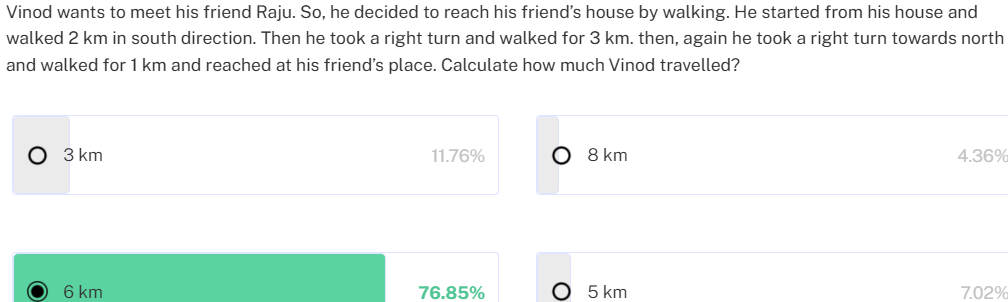 Vinod wants to meet his friend Raju. So, he decided to reach his friend's house by walking. He started from his house and
walked 2 km in south direction. Then he took a right turn and walked for 3 km. then, again he took a right turn towards north
and walked for 1 km and reached at his friend's place. Calculate how much Vinod travelled?
3 km 11.76%
8 km 4.36%
6 km 76.85%
5 km 7.02%